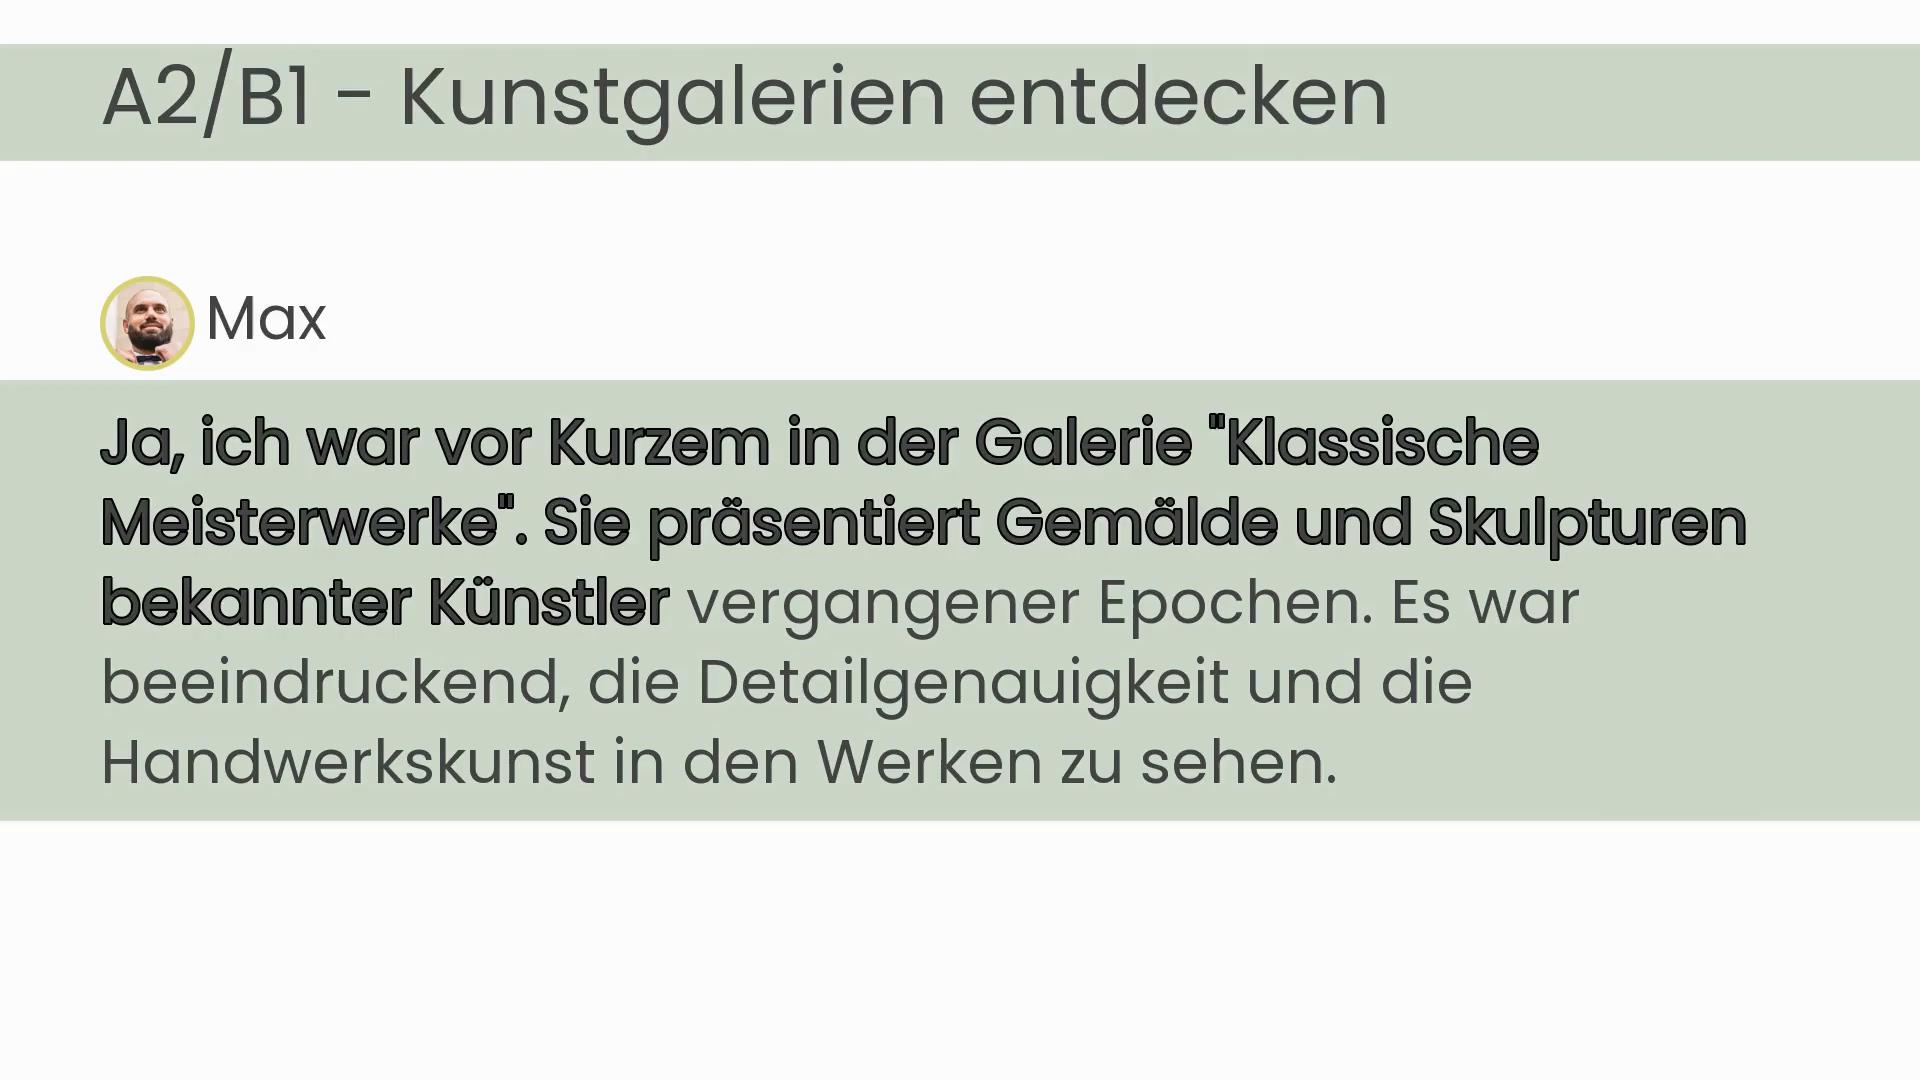 A2/B1 - Kunstgalerien entdecken
Max
Ja, ich war vor Kurzem in der Galerie "Klassische
Meisterwerke". Sie präsentiert Gemälde und Skulpturen
bekannter Künstler vergangener Epochen. Es war
beeindruckend, die Detailgenauigkeit und die
Handwerkskunst in den Werken zu sehen.